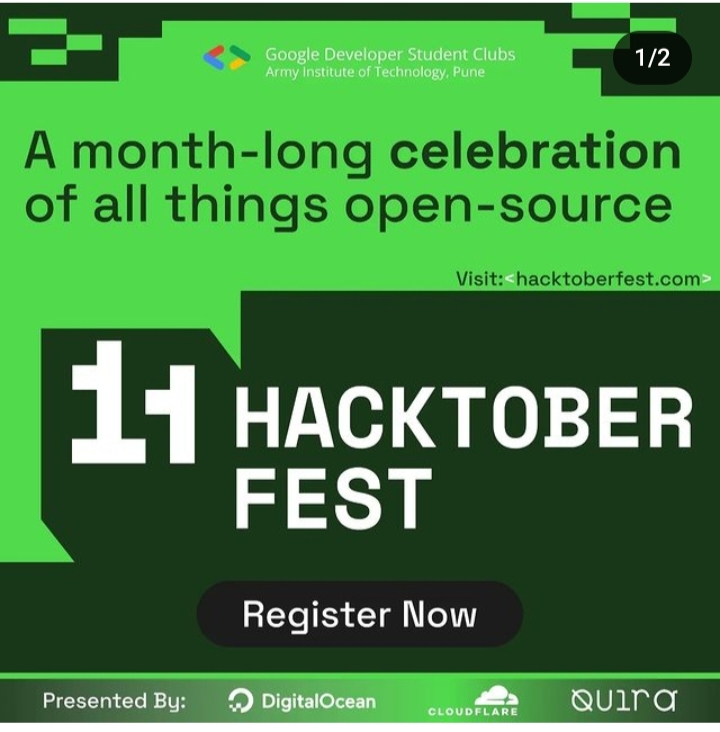 Google Developer Student Clubs
Army Institute of Technology, Pune
1/2
A month-long celebration
of all things open-source
Visit:<hacktoberfest.com>
11
HACKTOBER
FEST
Register Now
Presented By: DigitalOcean CLOUDFLARE QUIRA